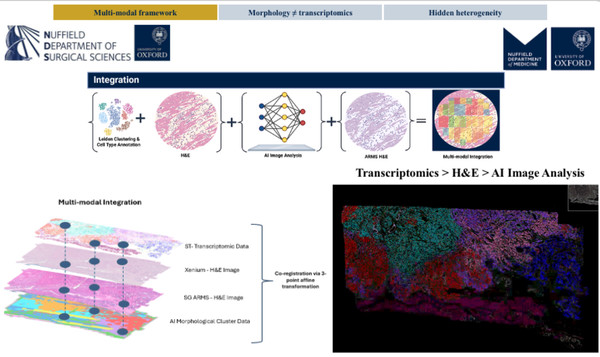 Multi-modal framework
Morphology ≠ transcriptomics
Hidden heterogeneity
NUFFIELD
DEPARTMENT OF
SURGICAL SCIENCES
UNIVERSITY OF
OXFORD
NUFFIELD
DEPARTMENT
OF MEDICINE
UNIVERSITY OF
OXFORD
Integration
Leiden Clustering &
Cell Type Annotation
+
H&E
+
AI Image Analysis
+
ARMS H&E
=
Multi-modal Integration
Transcriptomics > H&E > AI Image Analysis
Multi-modal Integration
ST- Transcriptomic Data
Xenium - H&E Image
SG ARMS - H&E Image
AI Morphological Cluster Data
Co-registration via 3-
point affine
transformation